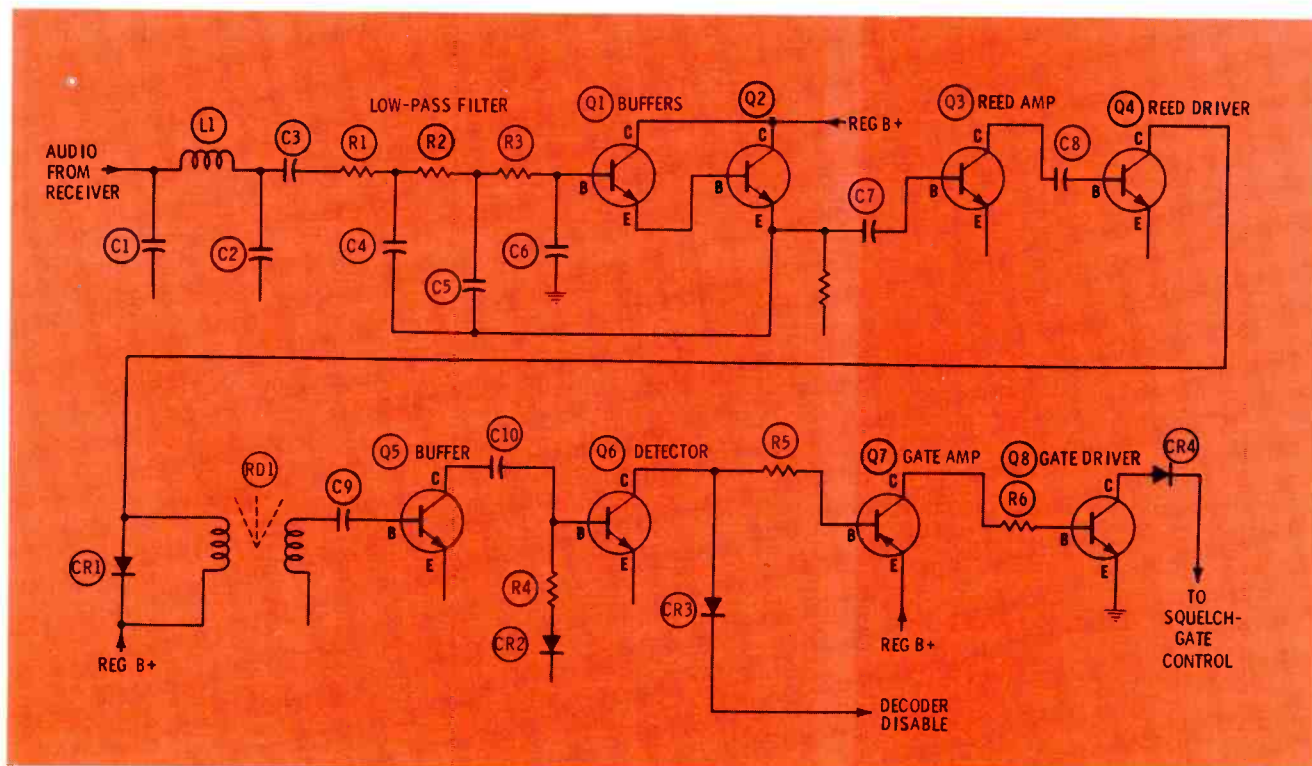 LOW-PASS FILTER
AUDIO
FROM
RECEIVER
L1
C3
R1
R2
R3
Q1 BUFFERS
Q2
REG B+
Q3 REED AMP
Q4 REED DRIVER
C1
C2
C4
C5
C6
C7
C8
C
B
E
C
B
E
C
B
E
C
B
E
CR1
REG B+
RD1
C9
Q5 BUFFER
C10
Q6 DETECTOR
R5
Q7 GATE AMP
Q8 GATE DRIVER
R6
CR4
C
B
E
C
B
E
C
B
E
C
B
E
R4
CR2
CR3
REG B+
DECODER
DISABLE
TO
SQUELCH-
GATE
CONTROL